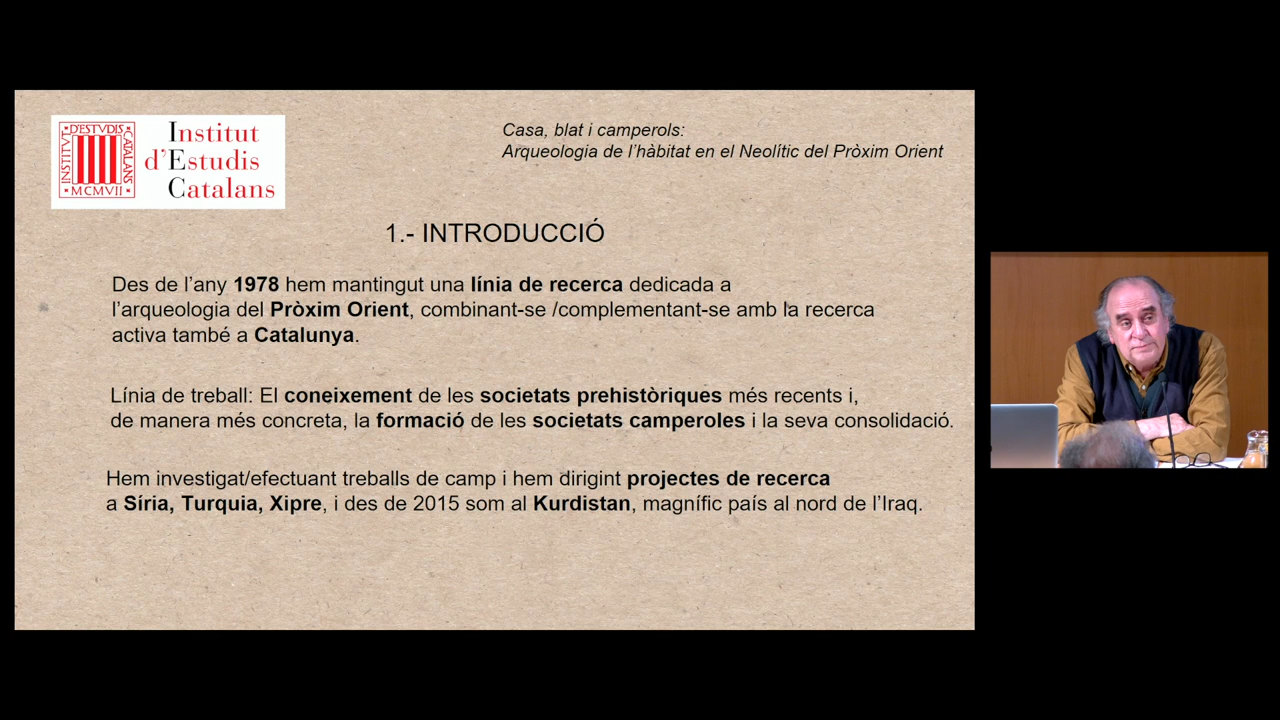 INSTITVT
D'ESTVDIS
CATALANS
MCMVII
Institut
d'Estudis
Catalans
Casa, blat i camperols:
Arqueologia de l'hàbitat en el Neolític del Pròxim Orient
1.- INTRODUCCIÓ
Des de l'any 1978 hem mantingut una línia de recerca dedicada a
l'arqueologia del Pròxim Orient, combinant-se /complementant-se amb la recerca
activa també a Catalunya.
Línia de treball: El coneixement de les societats prehistòriques més recents i,
de manera més concreta, la formació de les societats camperoles i la seva consolidació.
Hem investigat/efectuant treballs de camp i hem dirigint projectes de recerca
a Síria, Turquia, Xipre, i des de 2015 som al Kurdistan, magnífic país al nord de l'Iraq.